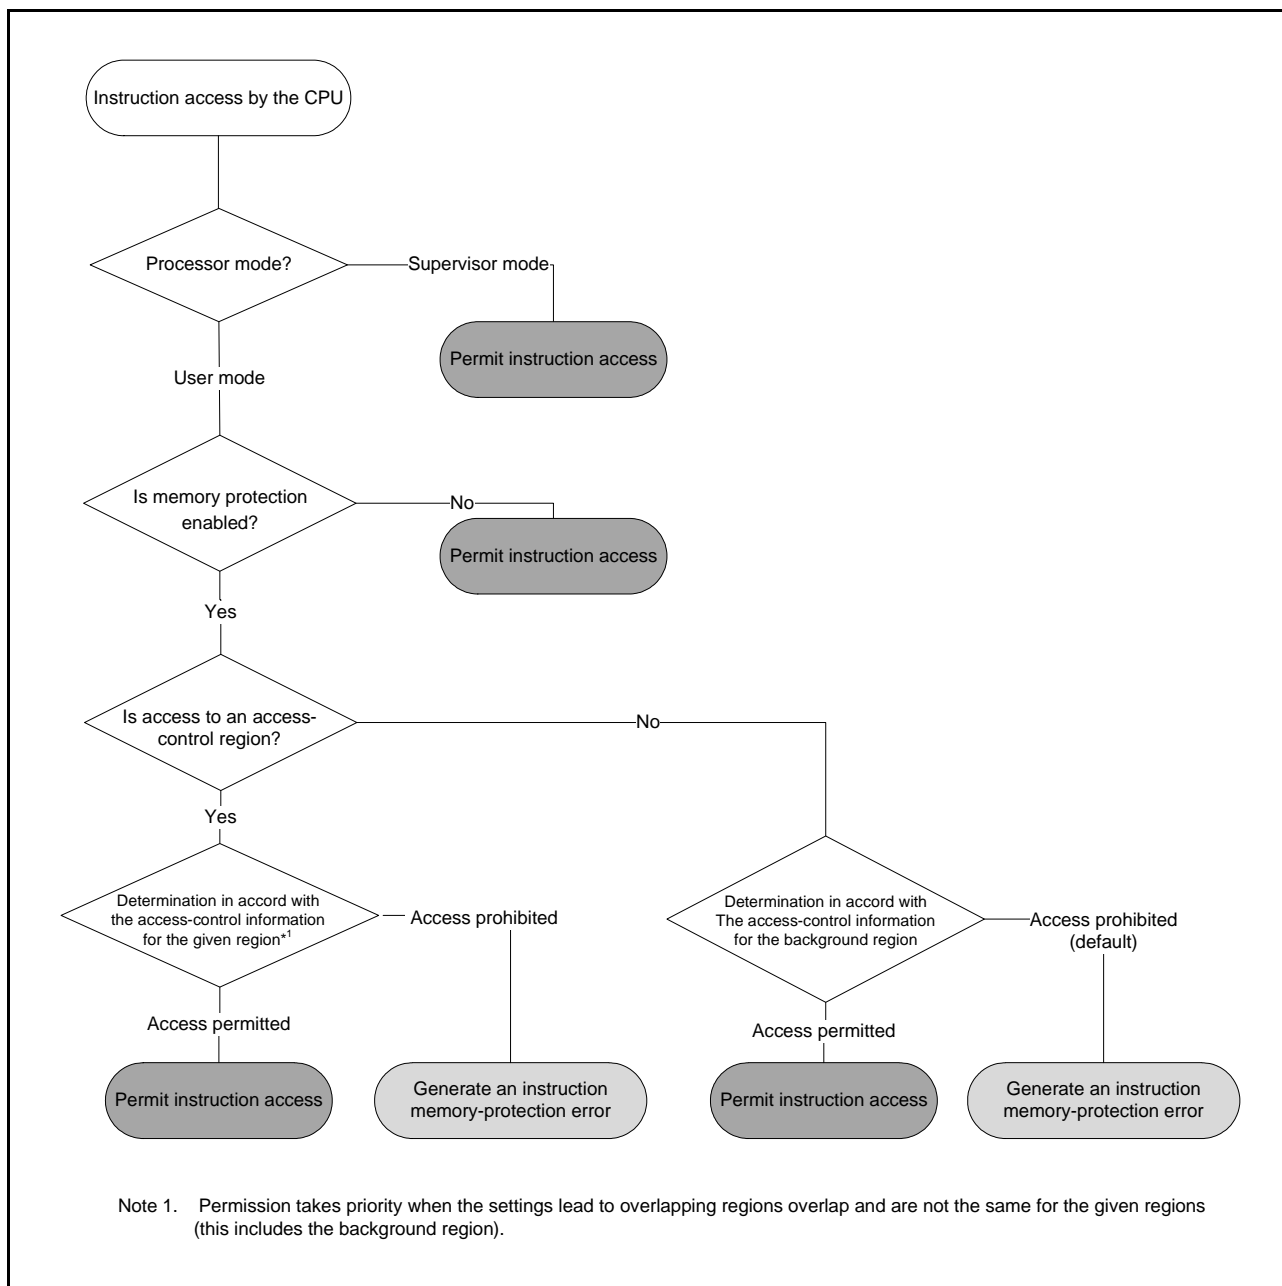 Instruction access by the CPU
Processor mode?
Supervisor mode
Permit instruction access
User mode
Is memory protection
enabled?
No
Permit instruction access
Yes
Is access to an access-
control region?
No
Yes
Determination in accord with
the access-control information
for the given region*1
Access prohibited
Determination in accord with
The access-control information
for the background region
Access prohibited
(default)
Access permitted
Access permitted
Permit instruction access
Generate an instruction
memory-protection error
Permit instruction access
Generate an instruction
memory-protection error
Note 1. Permission takes priority when the settings lead to overlapping regions overlap and are not the same for the given regions
(this includes the background region).